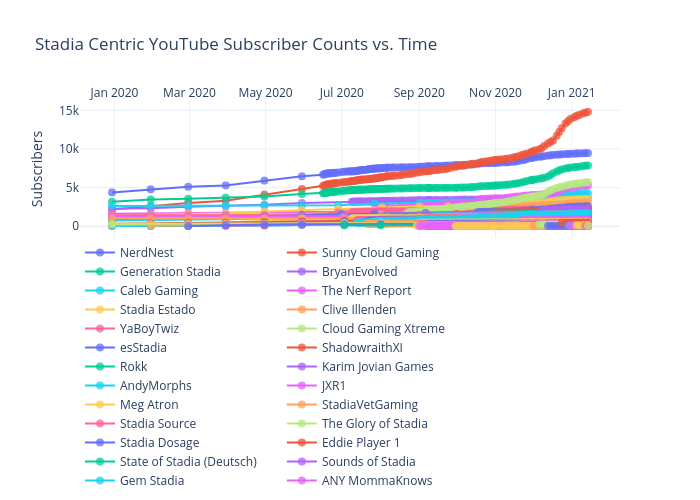 Stadia Centric YouTube Subscriber Counts vs. Time
Jan 2020 Mar 2020 May 2020 Jul 2020 Sep 2020 Nov 2020 Jan 2021
15k
10k
5k
0
Subscribers
NerdNest Sunny Cloud Gaming
Generation Stadia BryanEvolved
Caleb Gaming The Nerf Report
Stadia Estado Clive Illenden
YaBoyTwiz Cloud Gaming Xtreme
esStadia ShadowraithXI
Rokk Karim Jovian Games
AndyMorphs JXR1
Meg Atron StadiaVetGaming
Stadia Source The Glory of Stadia
Stadia Dosage Eddie Player 1
State of Stadia (Deutsch) Sounds of Stadia
Gem Stadia ANY MommaKnows